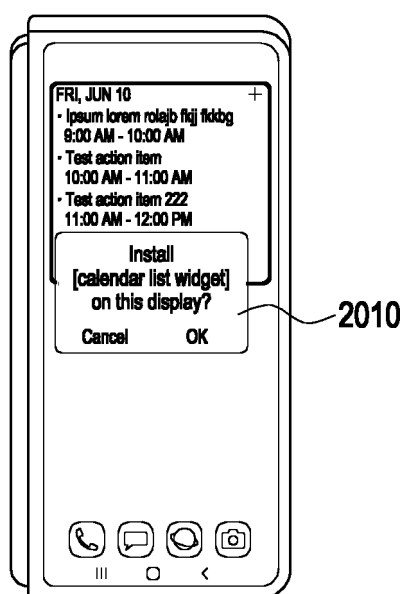 FRI, JUN 10 +
· Ipsum lorem rolajb fkjj fkkbg
9:00 AM - 10:00 AM
· Test action item
10:00 AM - 11:00 AM
· Test action item 222
11:00 AM - 12:00 PM
Install
[calendar list widget]
on this display?
Cancel OK
2010